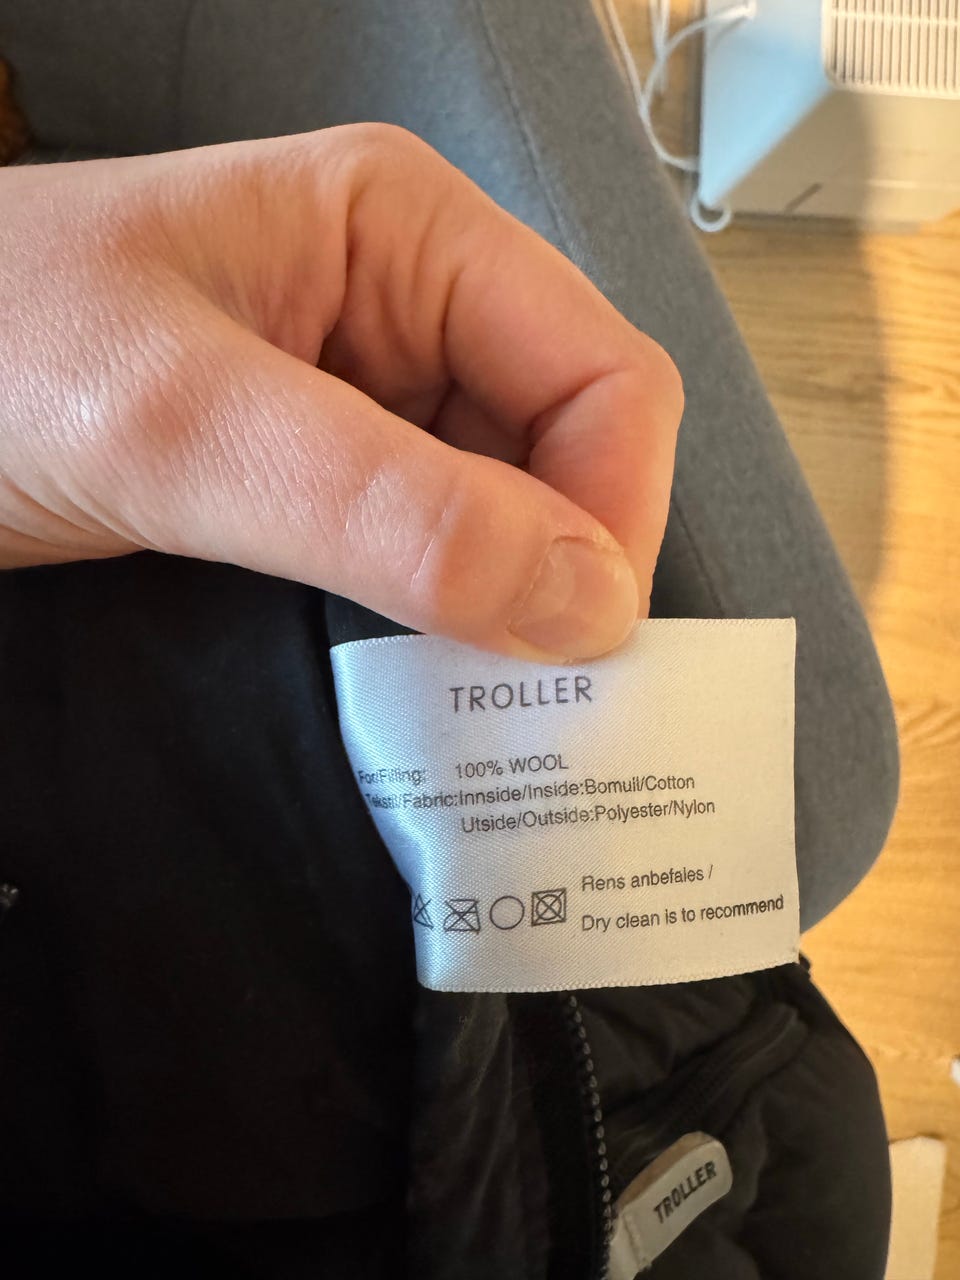 TROLLER
For/Filling: 100% WOOL
Tekstil/Fabric:Innside/Inside:Bomull/Cotton
Utside/Outside:Polyester/Nylon
Rens anbefales /
Dry clean is to recommend
TROLLER